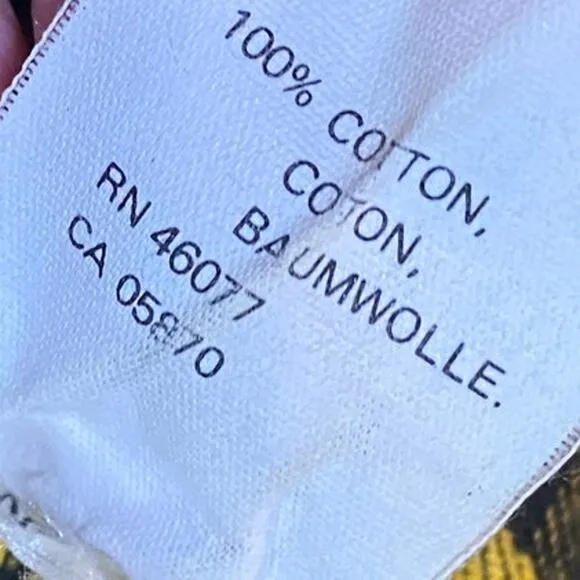 100% COTTON,
COTON,
BAUMWOLLE.
RN 46077
CA 05870